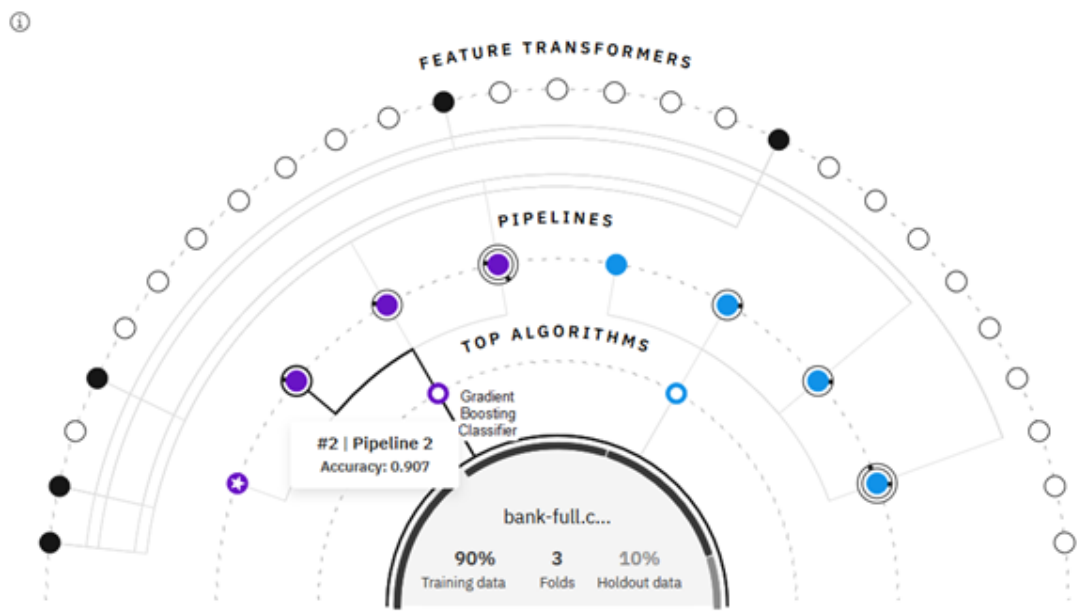 FEATURE TRANSFORMERS
PIPELINES
TOP ALGORITHMS
Gradient
Boosting
Classifier
#2 | Pipeline 2
Accuracy: 0.907
bank-full.c...
90% 3 10%
Training data Folds Holdout data